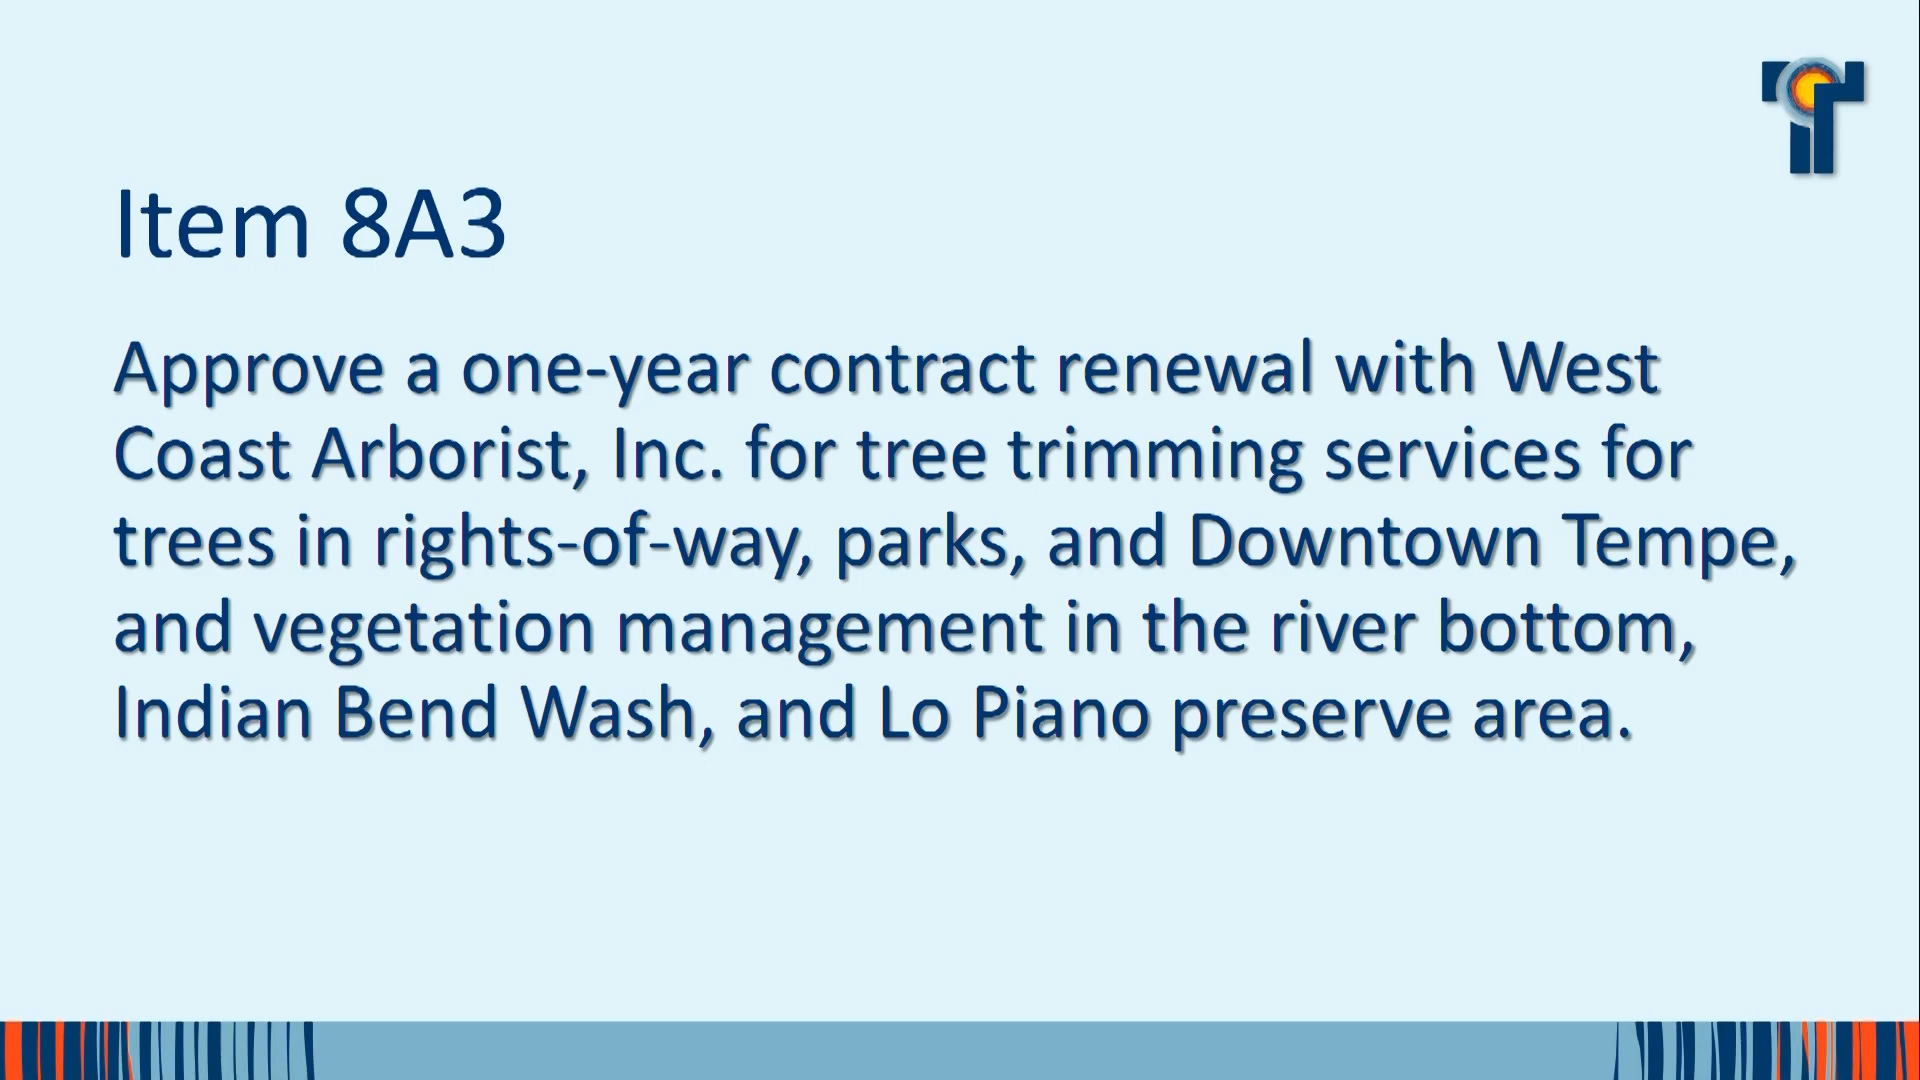 Item 8A3
Approve a one-year contract renewal with West
Coast Arborist, Inc. for tree trimming services for
trees in rights-of-way, parks, and Downtown Tempe,
and vegetation management in the river bottom,
Indian Bend Wash, and Lo Piano preserve area.